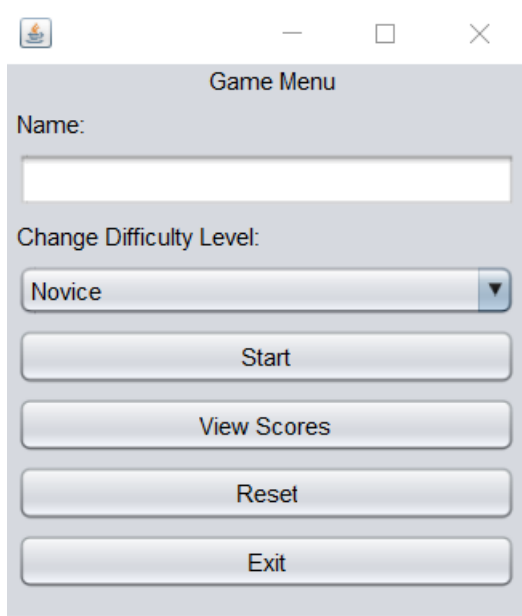 Game Menu
Name:
Change Difficulty Level:
Novice
Start
View Scores
Reset
Exit